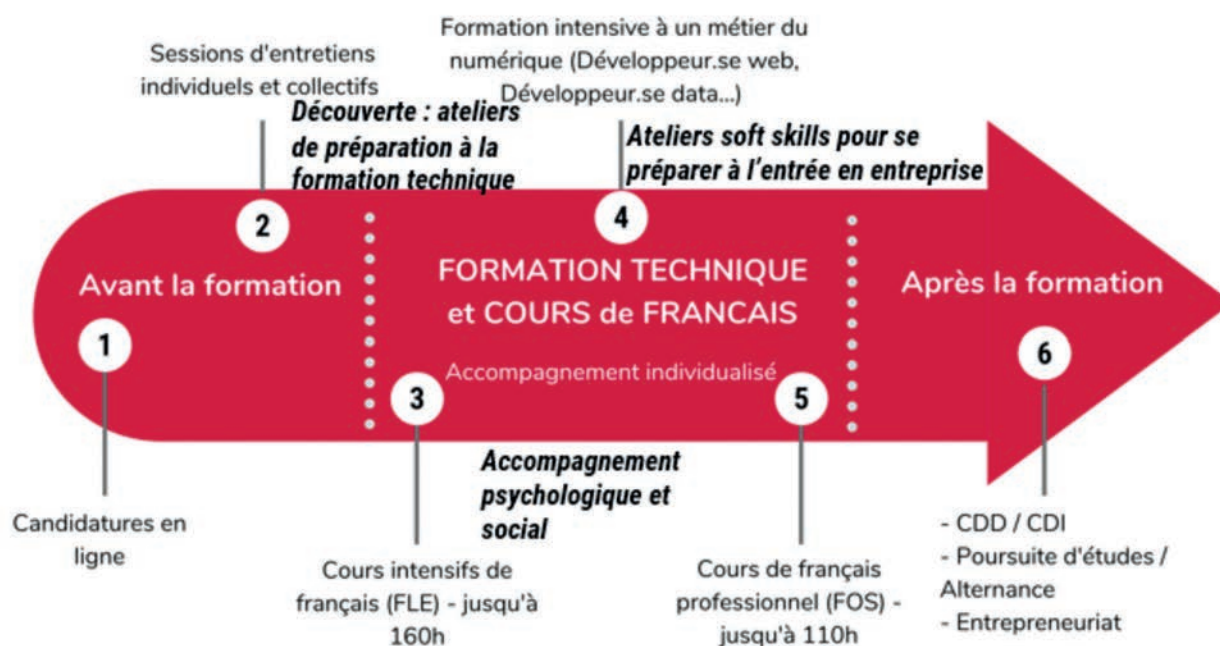 Sessions d'entretiens
individuels et collectifs
Découverte : ateliers
de préparation à la
formation technique
Formation intensive à un métier du
numérique (Développeur.se web,
Développeur.se data...)
Ateliers soft skills pour se
préparer à l'entrée en entreprise
2
4
Avant la formation
FORMATION TECHNIQUE
et COURS de FRANCAIS
Accompagnement individualisé
Après la formation
1
3
5
6
Candidatures en
ligne
Cours intensifs de
français (FLE) - jusqu'à
160h
Accompagnement
psychologique et
social
Cours de français
professionnel (FOS) -
jusqu'à 110h
- CDD / CDI
- Poursuite d'études /
Alternance
- Entrepreneuriat